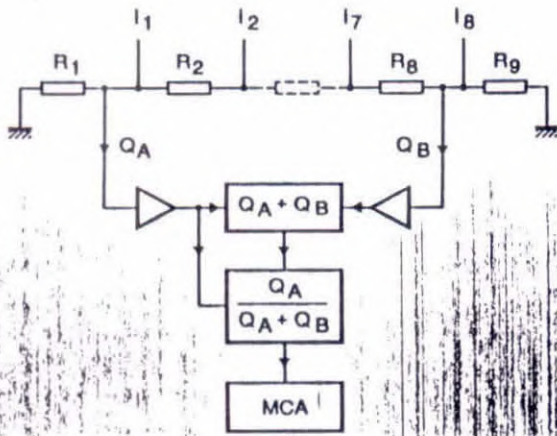 I1 I2 I7 I8
R1 R2 R8 R9
QA QB
QA + QB
QA
QA + QB
MCA